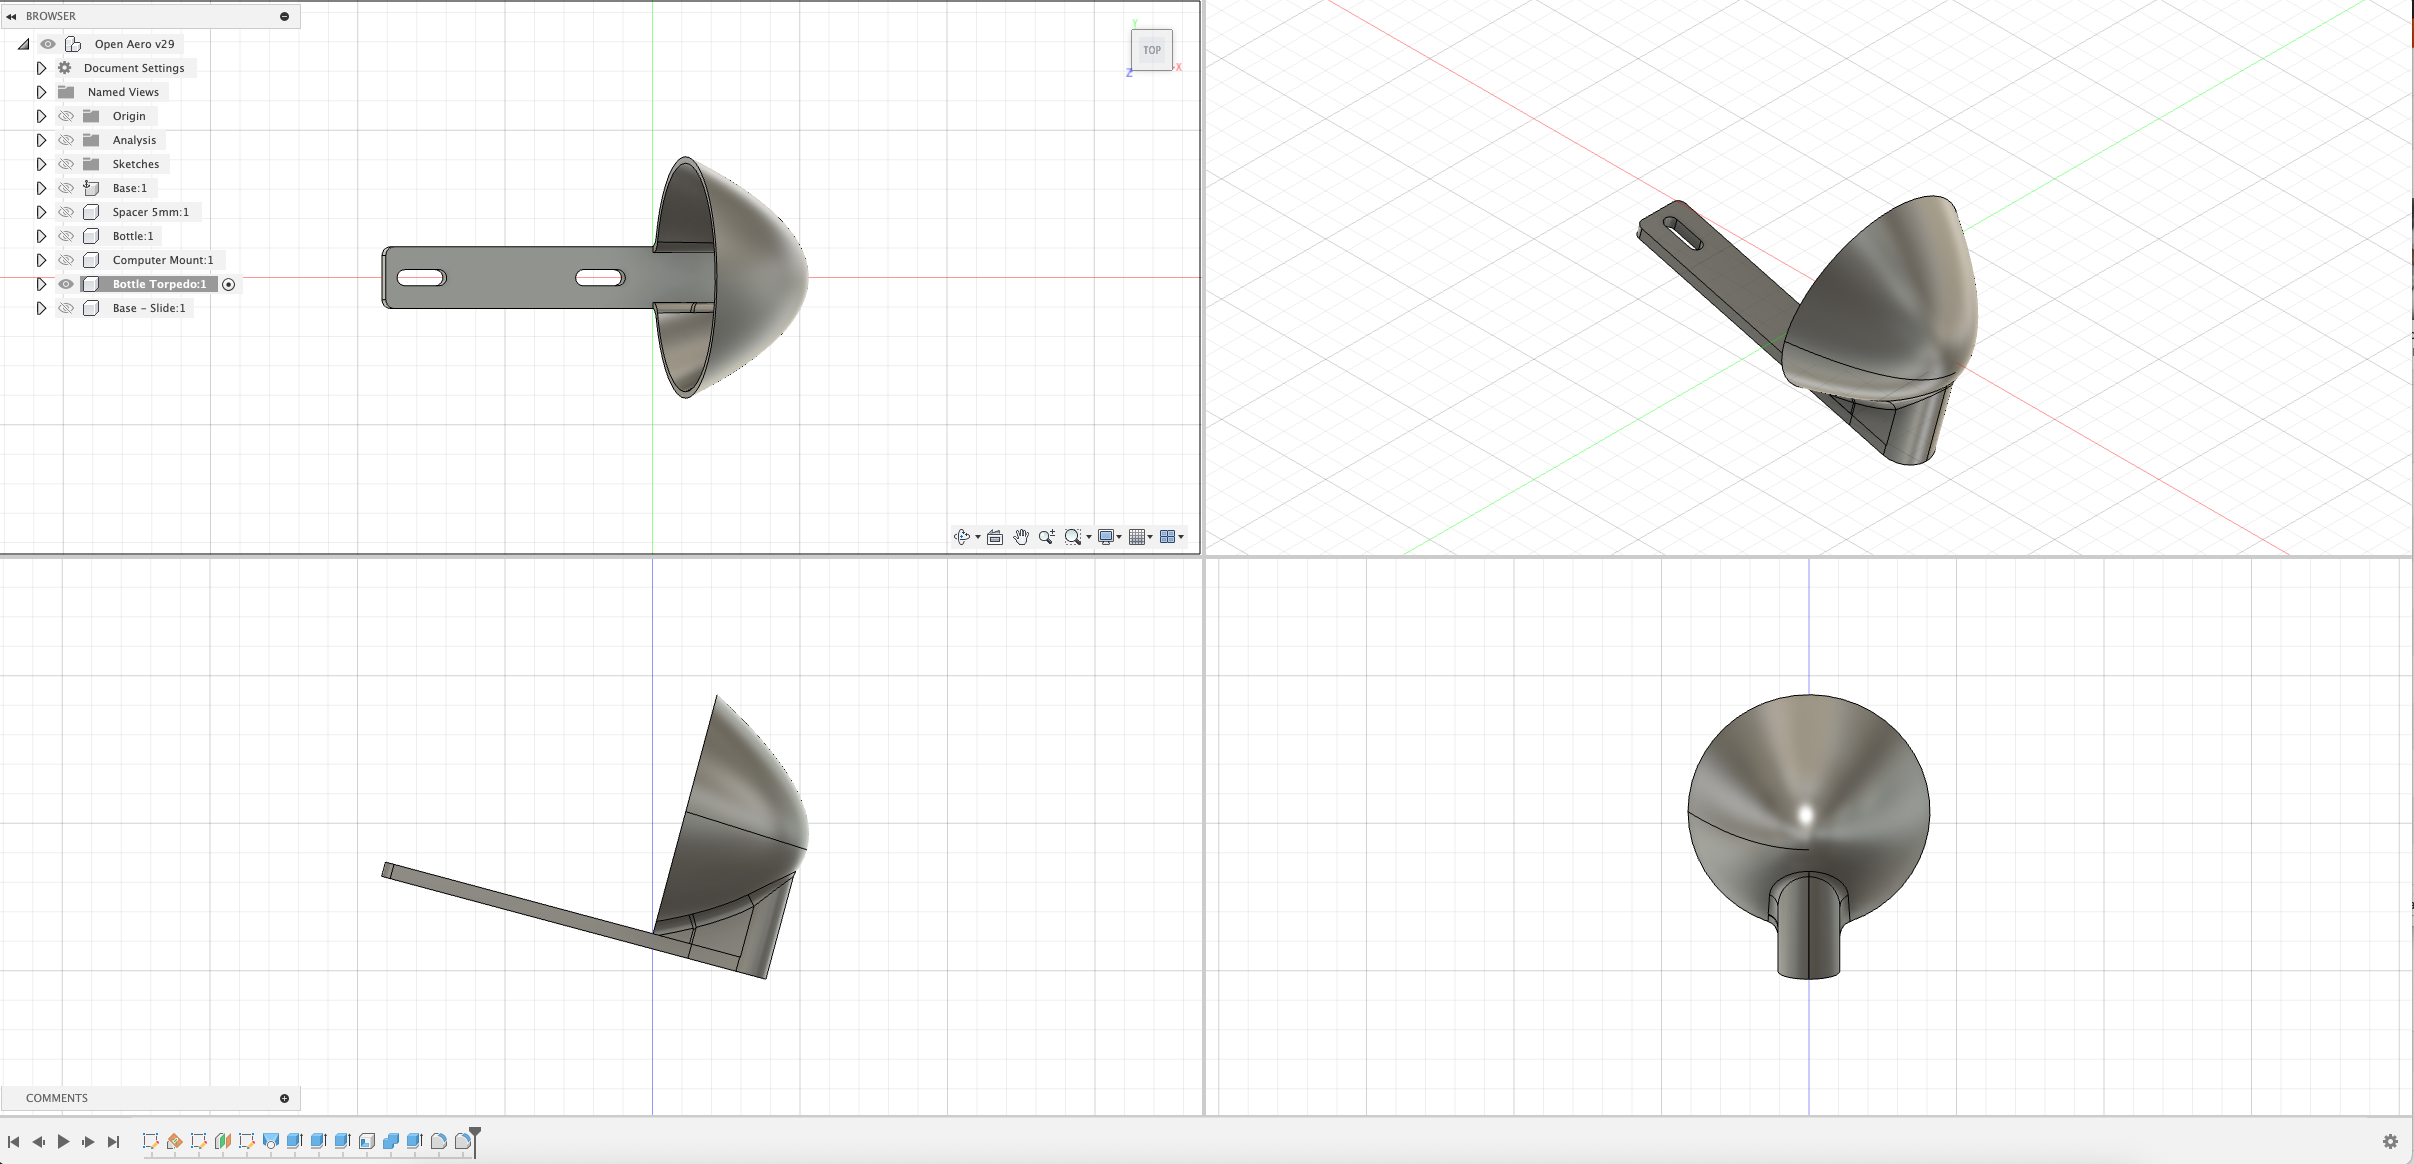 BROWSER
Open Aero v29
Document Settings
Named Views
Origin
Analysis
Sketches
Base:1
Spacer 5mm:1
Bottle:1
Computer Mount:1
Bottle Torpedo:1
Base – Slide:1
Y
TOP
Z
X
COMMENTS